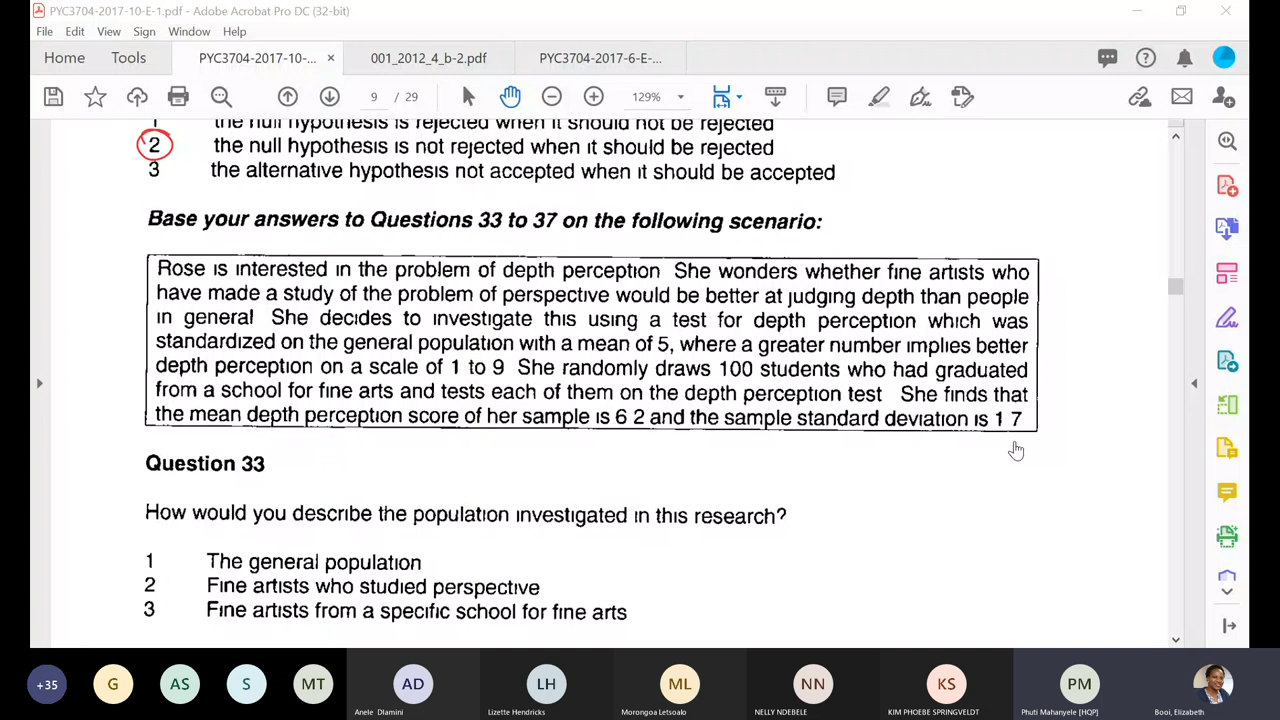 PYC3704-2017-10-E-1.pdf - Adobe Acrobat Pro DC (32-bit)
File Edit View Sign Window Help
Home Tools PYC3704-2017-10-... × 001_2012_4_b-2.pdf PYC3704-2017-6-E-...
9 / 29 129%
1 the null hypothesis is rejected when it should not be rejected
2 the null hypothesis is not rejected when it should be rejected
3 the alternative hypothesis not accepted when it should be accepted
Base your answers to Questions 33 to 37 on the following scenario:
Rose is interested in the problem of depth perception She wonders whether fine artists who
have made a study of the problem of perspective would be better at judging depth than people
in general She decides to investigate this using a test for depth perception which was
standardized on the general population with a mean of 5, where a greater number implies better
depth perception on a scale of 1 to 9 She randomly draws 100 students who had graduated
from a school for fine arts and tests each of them on the depth perception test She finds that
the mean depth perception score of her sample is 6 2 and the sample standard deviation is 1 7
Question 33
How would you describe the population investigated in this research?
1 The general population
2 Fine artists who studied perspective
3 Fine artists from a specific school for fine arts
+35 G AS S MT AD LH ML NN KS PM
Anele Dlamini Lizette Hendricks Morongoa Letsoalo NELLY NDEBELE KIM PHOEBE SPRINGVELDT Phuti Mahanyele [HQP] Booi, Elizabeth